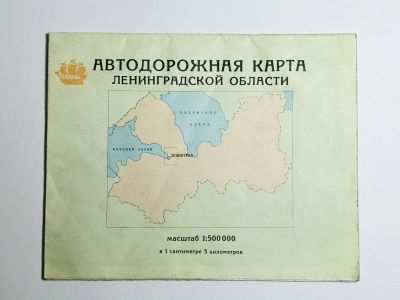 АВТОДОРОЖНАЯ КАРТА
ЛЕНИНГРАДСКОЙ ОБЛАСТИ
ЛАДОЖСКОЕ
ОЗЕРО
ФИНСКИЙ ЗАЛИВ
ЛЕНИНГРАД
масштаб 1:500 000
в 1 сантиметре 5 километров